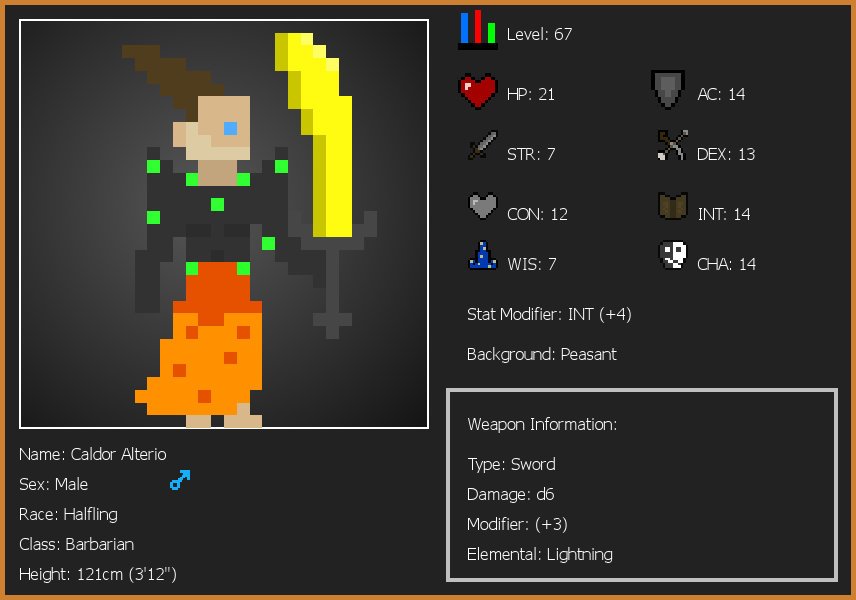 Level: 67
HP: 21
AC: 14
STR: 7
DEX: 13
CON: 12
INT: 14
WIS: 7
CHA: 14
Stat Modifier: INT (+4)
Background: Peasant
Weapon Information:
Type: Sword
Damage: d6
Modifier: (+3)
Elemental: Lightning
Name: Caldor Alterio
Sex: Male
Race: Halfling
Class: Barbarian
Height: 121cm (3'12")